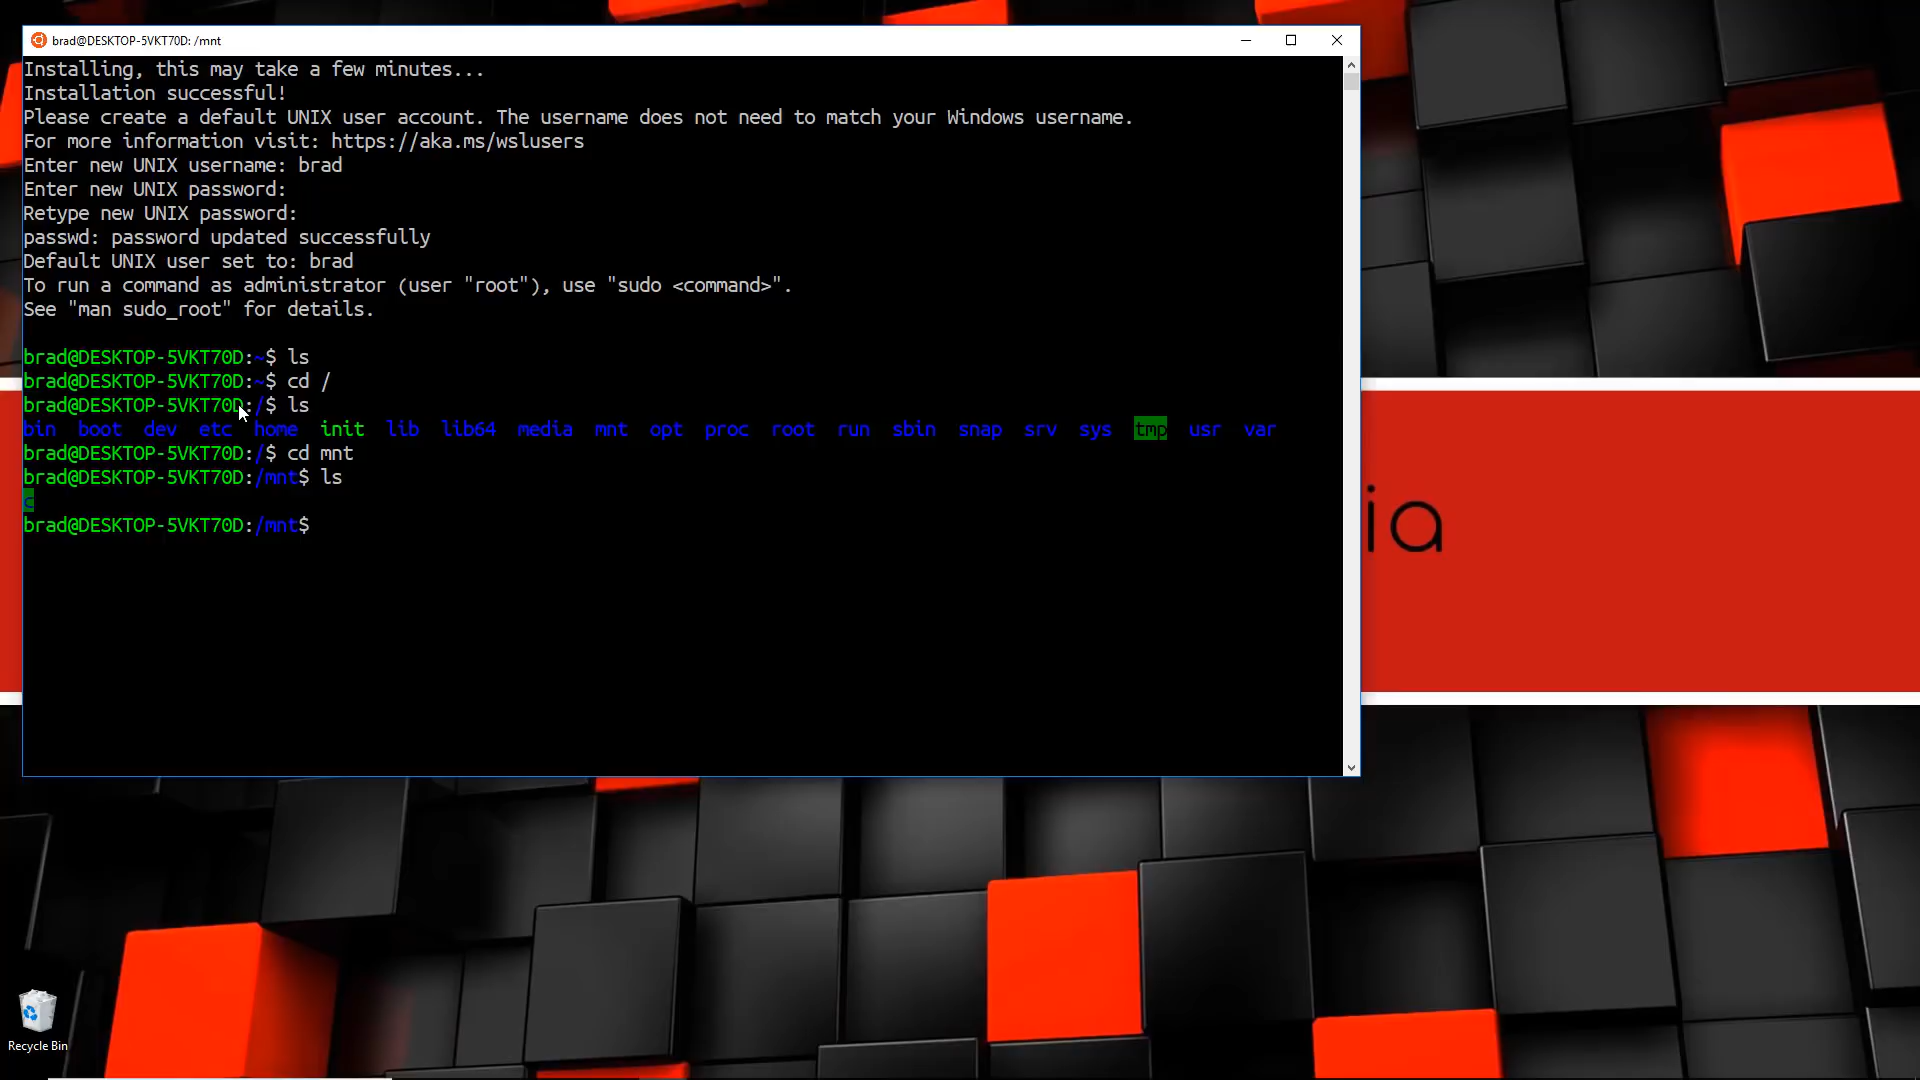 brad@DESKTOP-5VKT70D: /mnt
Installing, this may take a few minutes...
Installation successful!
Please create a default UNIX user account. The username does not need to match your Windows username.
For more information visit: https://aka.ms/wslusers
Enter new UNIX username: brad
Enter new UNIX password:
Retype new UNIX password:
passwd: password updated successfully
Default UNIX user set to: brad
To run a command as administrator (user "root"), use "sudo <command>".
See "man sudo_root" for details.
brad@DESKTOP-5VKT70D:~$ ls
brad@DESKTOP-5VKT70D:~$ cd /
brad@DESKTOP-5VKT70D:/$ ls
bin boot dev etc home init lib lib64 media mnt opt proc root run sbin snap srv sys tmp usr var
brad@DESKTOP-5VKT70D:/$ cd mnt
brad@DESKTOP-5VKT70D:/mnt$ ls
c
brad@DESKTOP-5VKT70D:/mnt$
ia
Recycle Bin